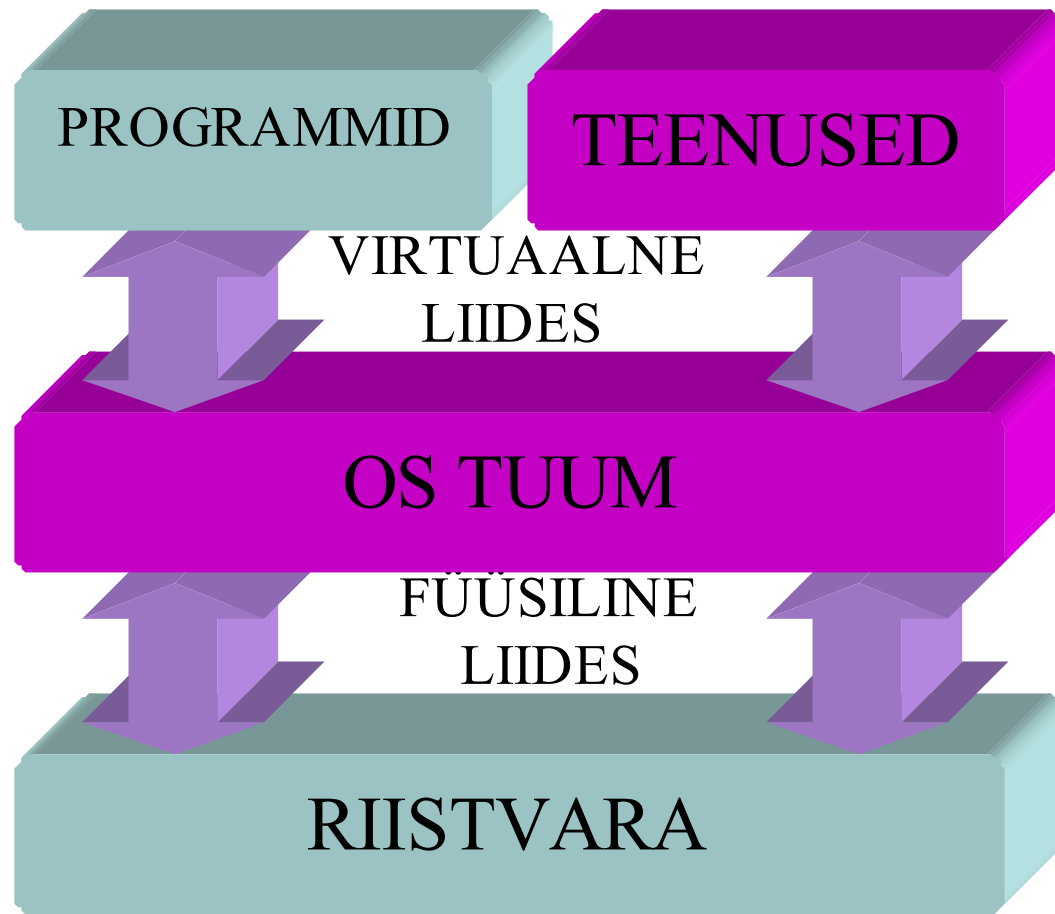 PROGRAMMID
TEENUSED
VIRTUAALNE
LIIDES
OS TUUM
FÜÜSILINE
LIIDES
RIISTVARA